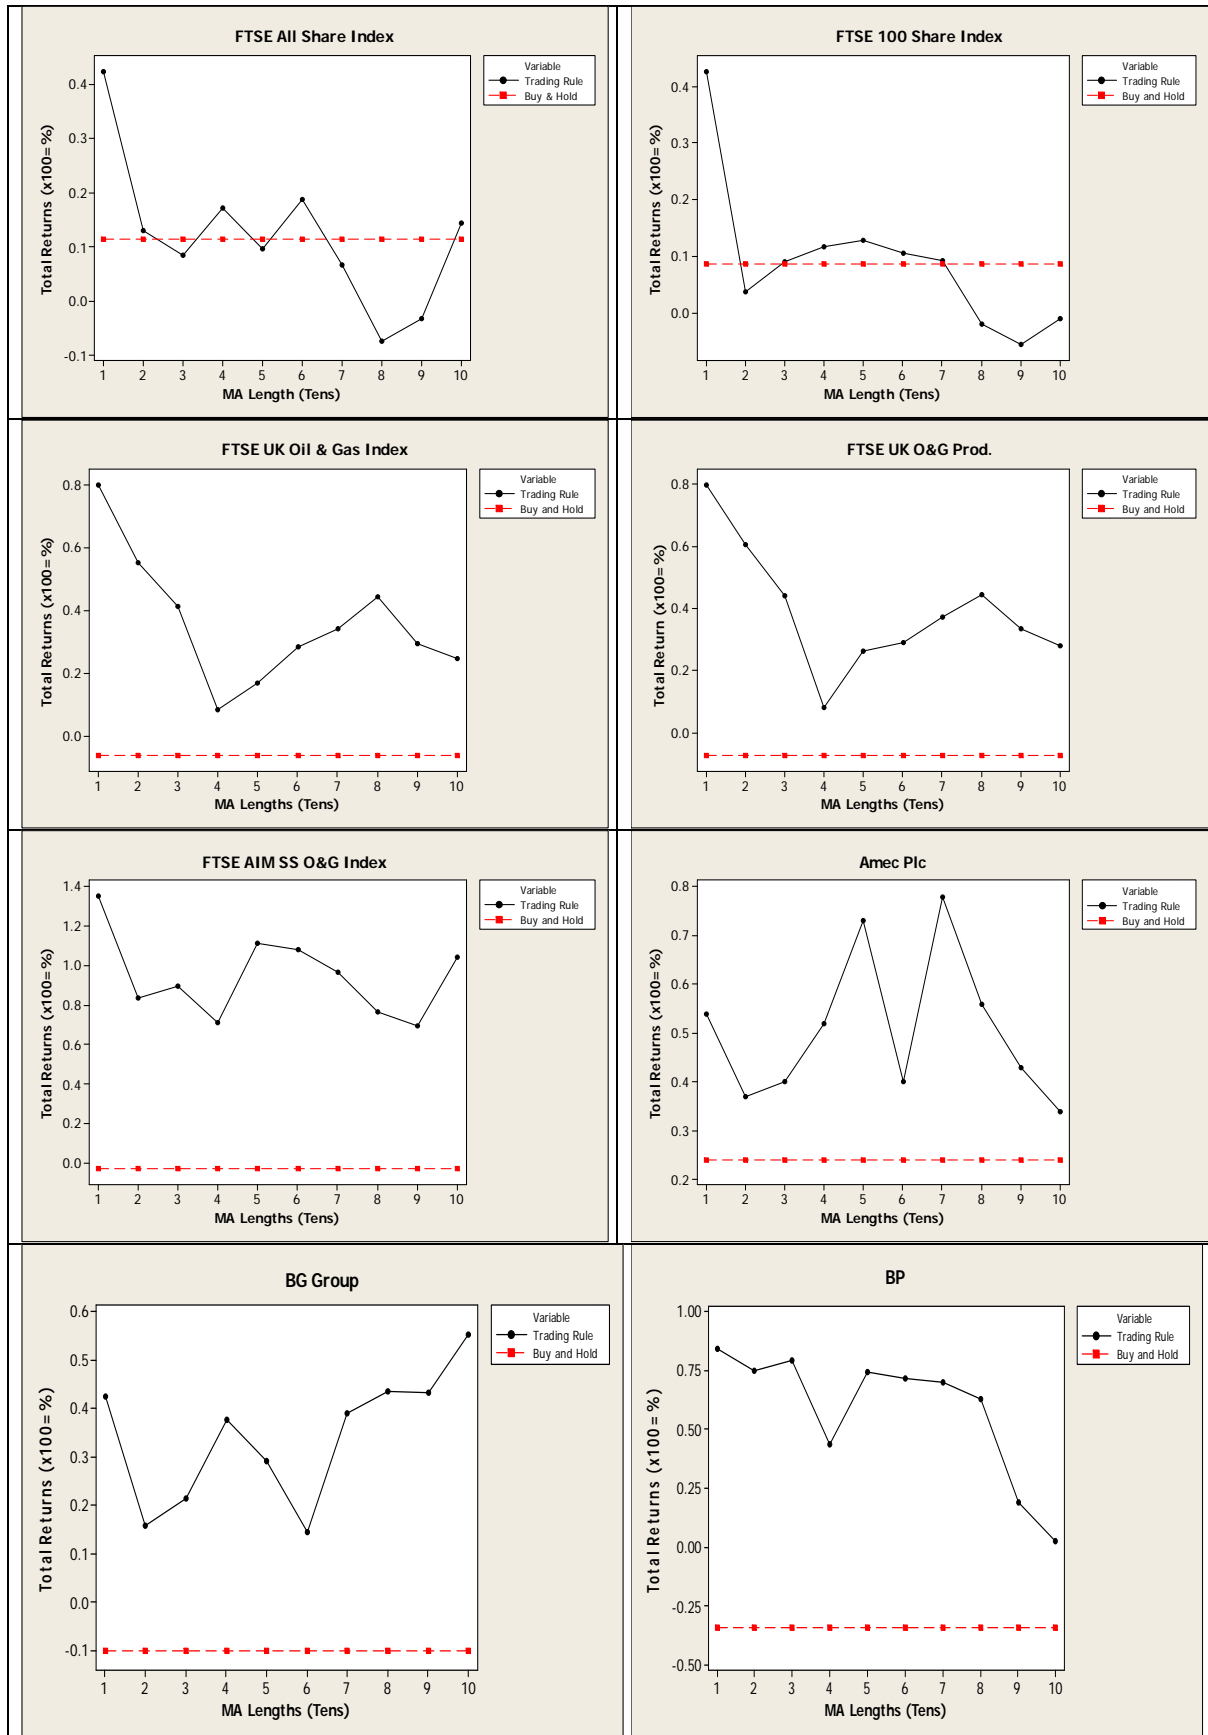 FTSE All Share Index
Variable
Trading Rule
Buy & Hold
Total Returns (x100=%)
0.4
0.3
0.2
0.1
0.0
-0.1
1 2 3 4 5 6 7 8 9 10
MA Length (Tens)
FTSE 100 Share Index
Variable
Trading Rule
Buy and Hold
Total Returns (x100=%)
0.4
0.3
0.2
0.1
0.0
1 2 3 4 5 6 7 8 9 10
MA Length (Tens)
FTSE UK Oil & Gas Index
Variable
Trading Rule
Buy and Hold
Total Returns (x100=%)
0.8
0.6
0.4
0.2
0.0
1 2 3 4 5 6 7 8 9 10
MA Lengths (Tens)
FTSE UK O&G Prod.
Variable
Trading Rule
Buy and Hold
Total Return (x100=%)
0.8
0.6
0.4
0.2
0.0
1 2 3 4 5 6 7 8 9 10
MA Lengths (Tens)
FTSE AIM SS O&G Index
Variable
Trading Rule
Buy and Hold
Total Returns (x100=%)
1.4
1.2
1.0
0.8
0.6
0.4
0.2
0.0
1 2 3 4 5 6 7 8 9 10
MA Lengths (Tens)
Amec Plc
Variable
Trading Rule
Buy and Hold
Total Returns (x100=%)
0.8
0.7
0.6
0.5
0.4
0.3
0.2
1 2 3 4 5 6 7 8 9 10
MA Lengths (Tens)
BG Group
Variable
Trading Rule
Buy and Hold
Total Returns (x100=%)
0.6
0.5
0.4
0.3
0.2
0.1
0.0
-0.1
1 2 3 4 5 6 7 8 9 10
MA Lengths (Tens)
BP
Variable
Trading Rule
Buy and Hold
Total Returns (x100=%)
1.00
0.75
0.50
0.25
0.00
-0.25
-0.50
1 2 3 4 5 6 7 8 9 10
MA Lengths (Tens)